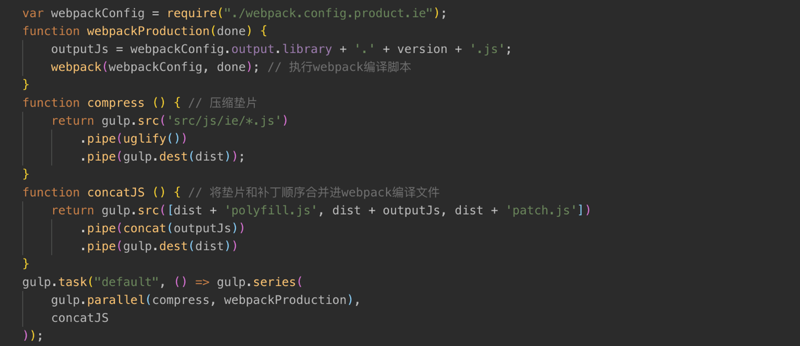 var webpackConfig = require("./webpack.config.product.ie");
function webpackProduction(done) {
    outputJs = webpackConfig.output.library + '.' + version + '.js';
    webpack(webpackConfig, done); // 执行webpack编译脚本
}
function compress () { // 压缩垫片
    return gulp.src('src/js/ie/*.js')
        .pipe(uglify())
        .pipe(gulp.dest(dist));
}
function concatJS () { // 将垫片和补丁顺序合并进webpack编译文件
    return gulp.src([dist + 'polyfill.js', dist + outputJs, dist + 'patch.js'])
        .pipe(concat(outputJs))
        .pipe(gulp.dest(dist))
}
gulp.task("default", () => gulp.series(
    gulp.parallel(compress, webpackProduction),
    concatJS
));